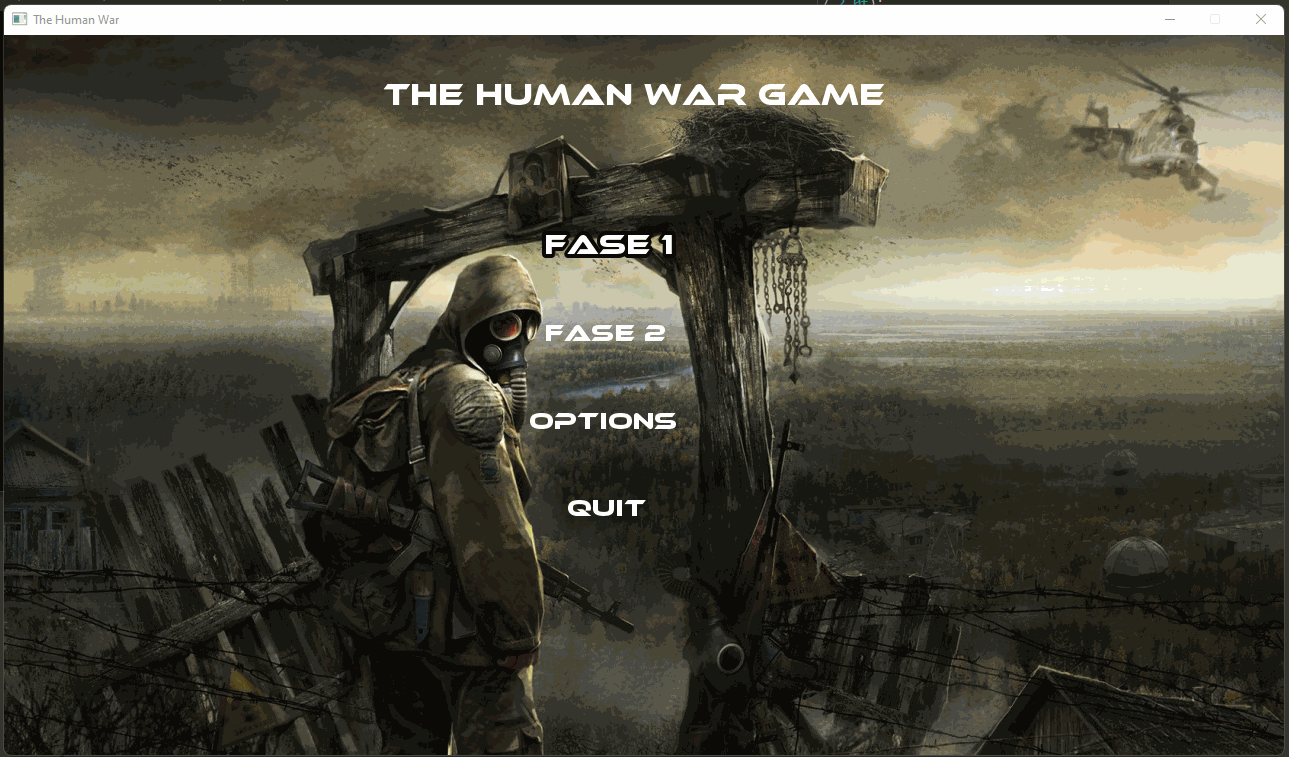 The Human War
THE HUMAN WAR GAME
FASE 1
FASE 2
OPTIONS
QUIT